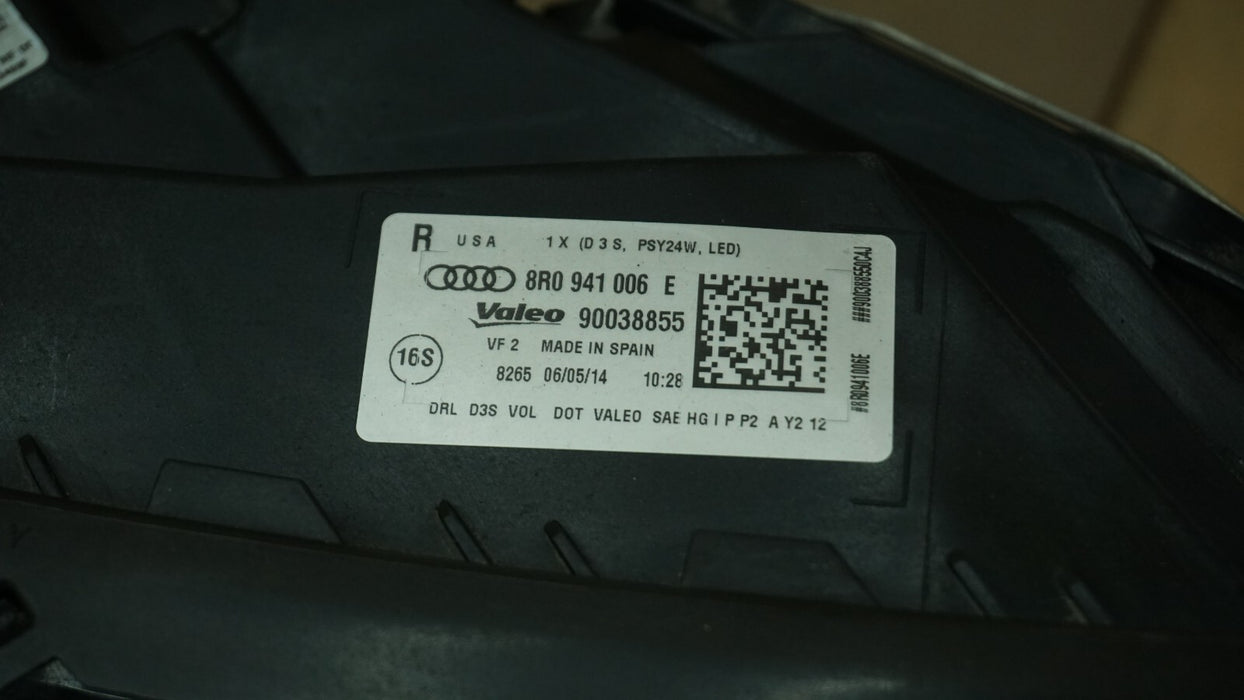 R USA 1X (D3S, PSY24W, LED)
8R0 941 006 E
Valeo 90038855
VF 2 MADE IN SPAIN
16S
8265 06/05/14 10:28
DRL D3S VOL DOT VALEO SAE HG I P P2 A Y2 12
###900388550CAJ
#8R0941006E